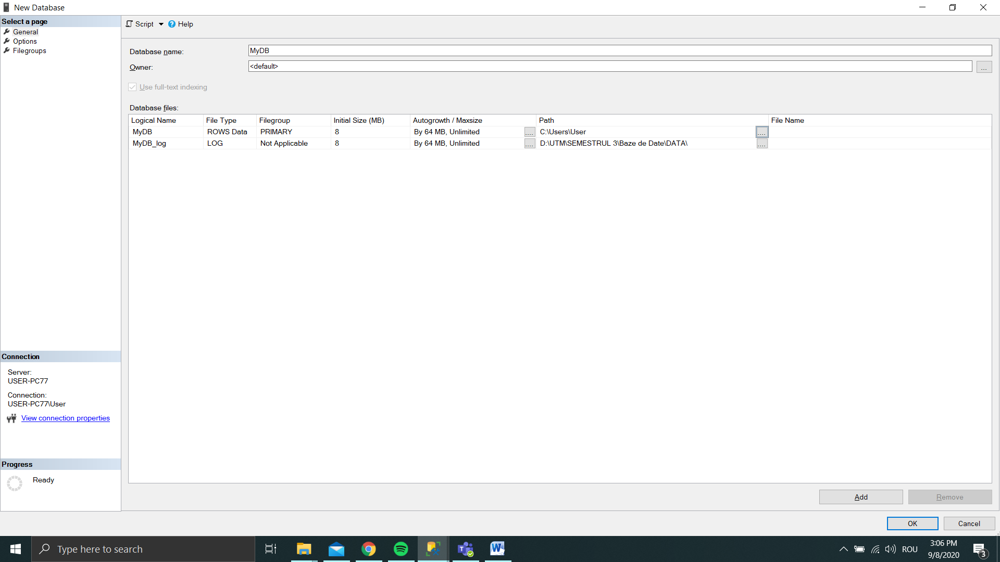 New Database
Select a page
General
Options
Filegroups
Script Help
Database name: MyDB
Owner: <default> ...
Use full-text indexing
Database files:
Logical Name File Type Filegroup Initial Size (MB) Autogrowth / Maxsize Path File Name
MyDB ROWS Data PRIMARY 8 By 64 MB, Unlimited .... C:\Users\User ....
MyDB_log LOG Not Applicable 8 By 64 MB, Unlimited .... D:\UTM\SEMESTRUL 3\Baze de Date\DATA\ ....
Connection
Server:
USER-PC77
Connection:
USER-PC77\User
View connection properties
Progress
Ready
Add Remove
OK Cancel
Type here to search
ROU
3:06 PM
9/8/2020
3